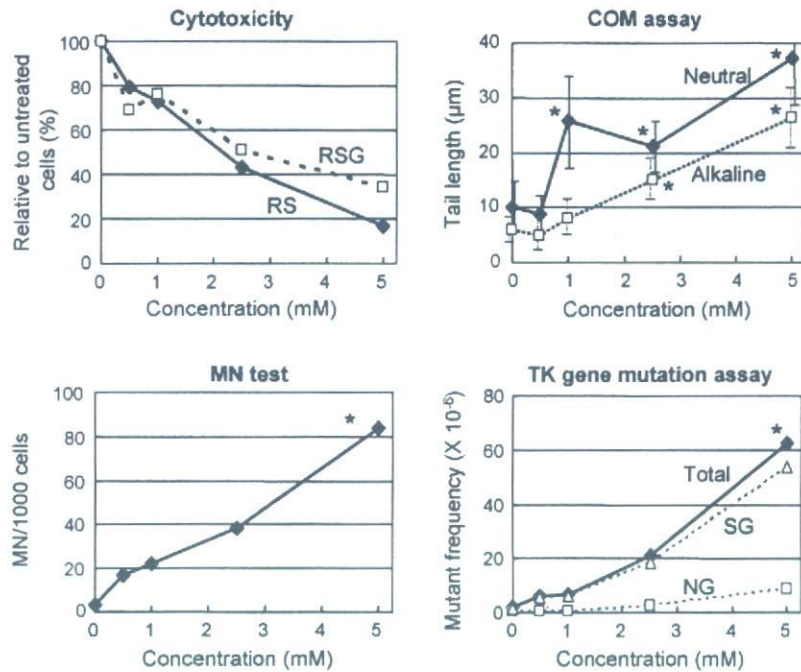 Cytotoxicity
Relative to untreated
cells (%)
100
80
60
40
20
0
RSG
RS
0 1 2 3 4 5
Concentration (mM)
COM assay
Tail length (μm)
40
30
20
10
0
Neutral
Alkaline
* * * * *
0 1 2 3 4 5
Concentration (mM)
MN test
MN/1000 cells
100
80
60
40
20
0
*
0 1 2 3 4 5
Concentration (mM)
TK gene mutation assay
Mutant frequency (X 10⁻⁶)
100
80
60
40
20
0
*
Total
SG
NG
0 1 2 3 4 5
Concentration (mM)